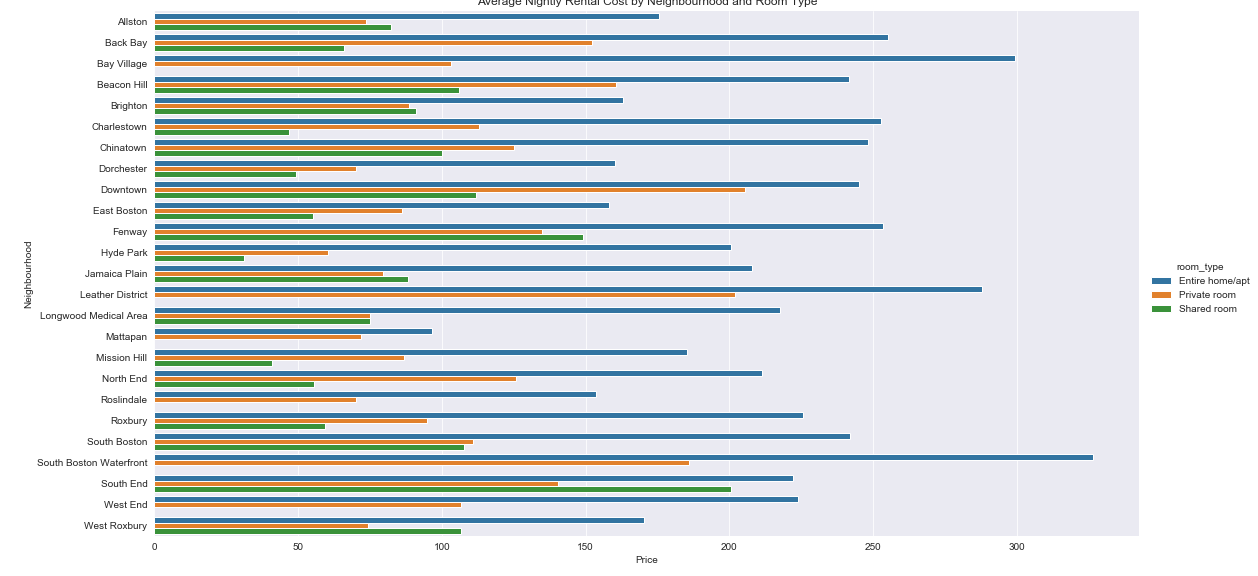 Average Nightly Rental Cost by Neighbourhood and Room Type
Allston
Back Bay
Bay Village
Beacon Hill
Brighton
Charlestown
Chinatown
Dorchester
Downtown
East Boston
Fenway
Hyde Park
Jamaica Plain
Leather District
Longwood Medical Area
Mattapan
Mission Hill
North End
Roslindale
Roxbury
South Boston
South Boston Waterfront
South End
West End
West Roxbury
Neighbourhood
0 50 100 150 200 250 300
Price
room_type
Entire home/apt
Private room
Shared room